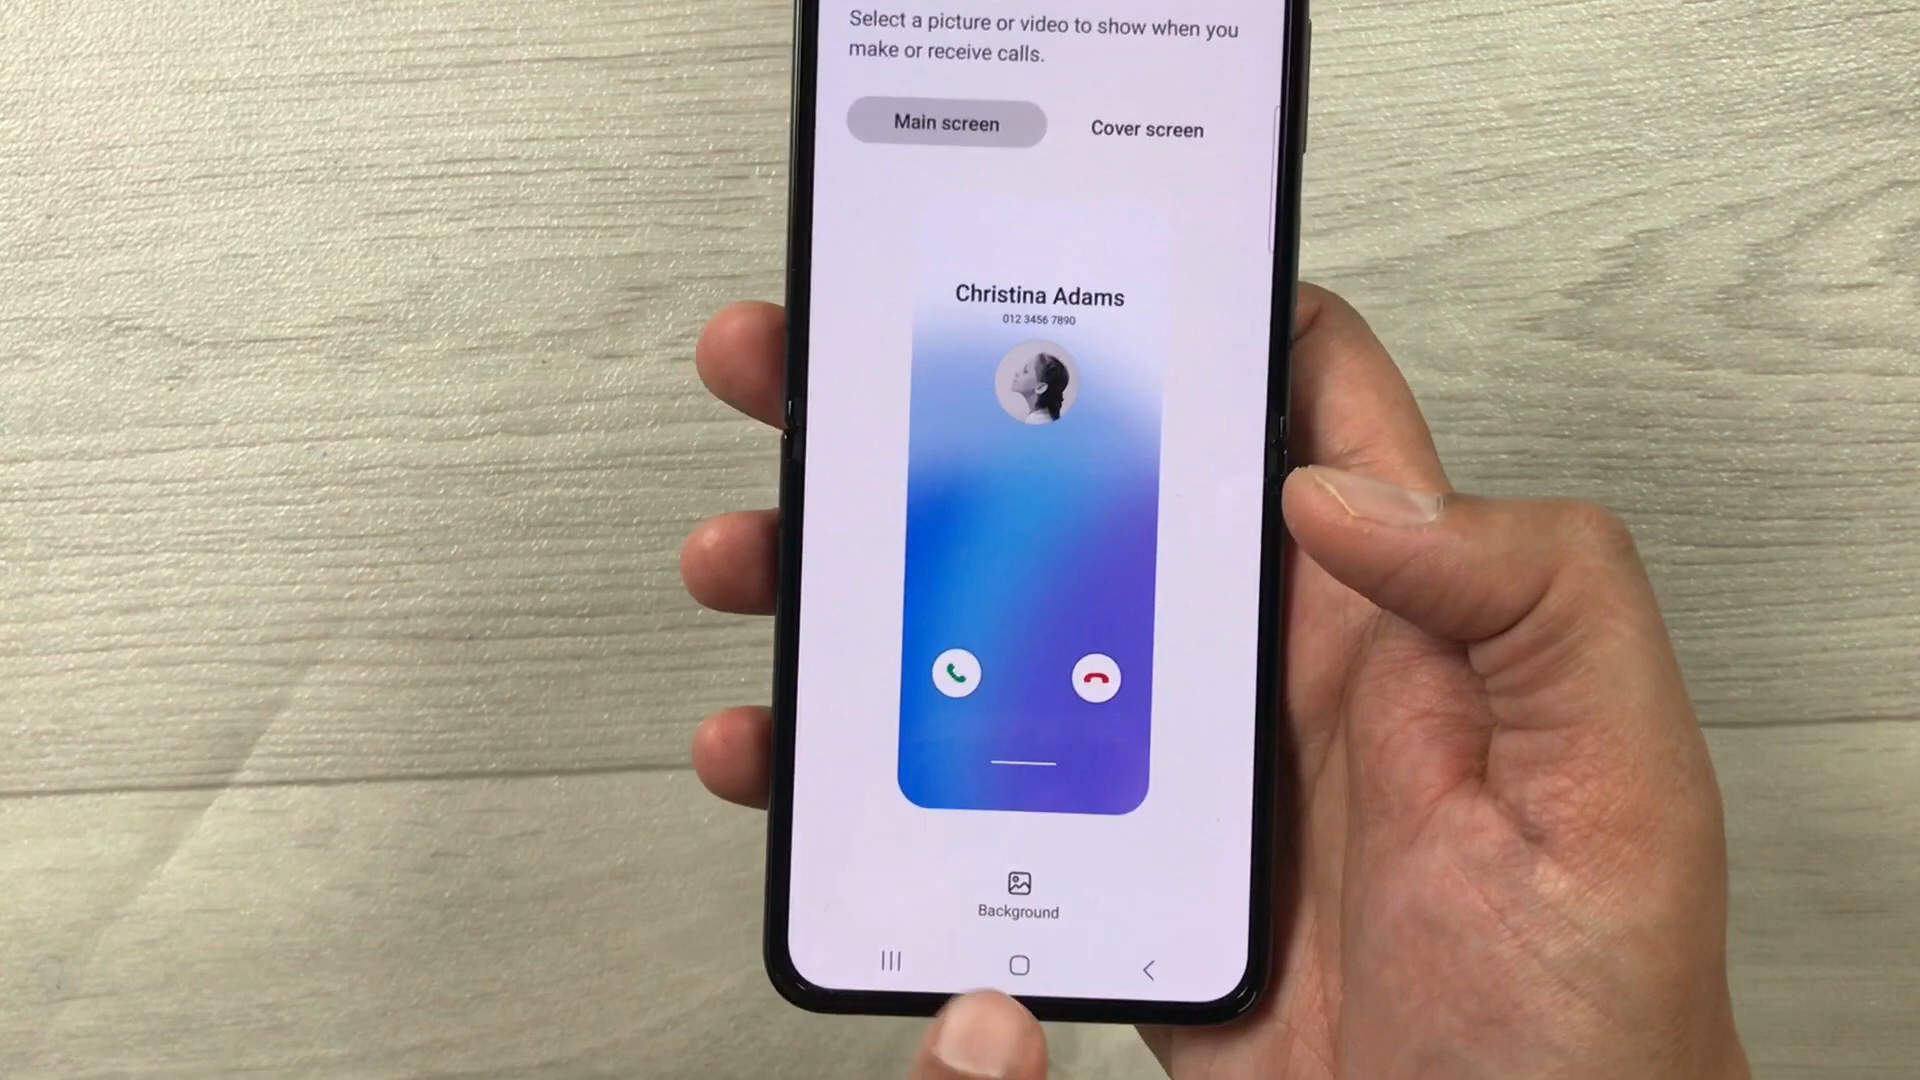 Select a picture or video to show when you
make or receive calls.
Main screen
Cover screen
Christina Adams
012 3456 7890
Background